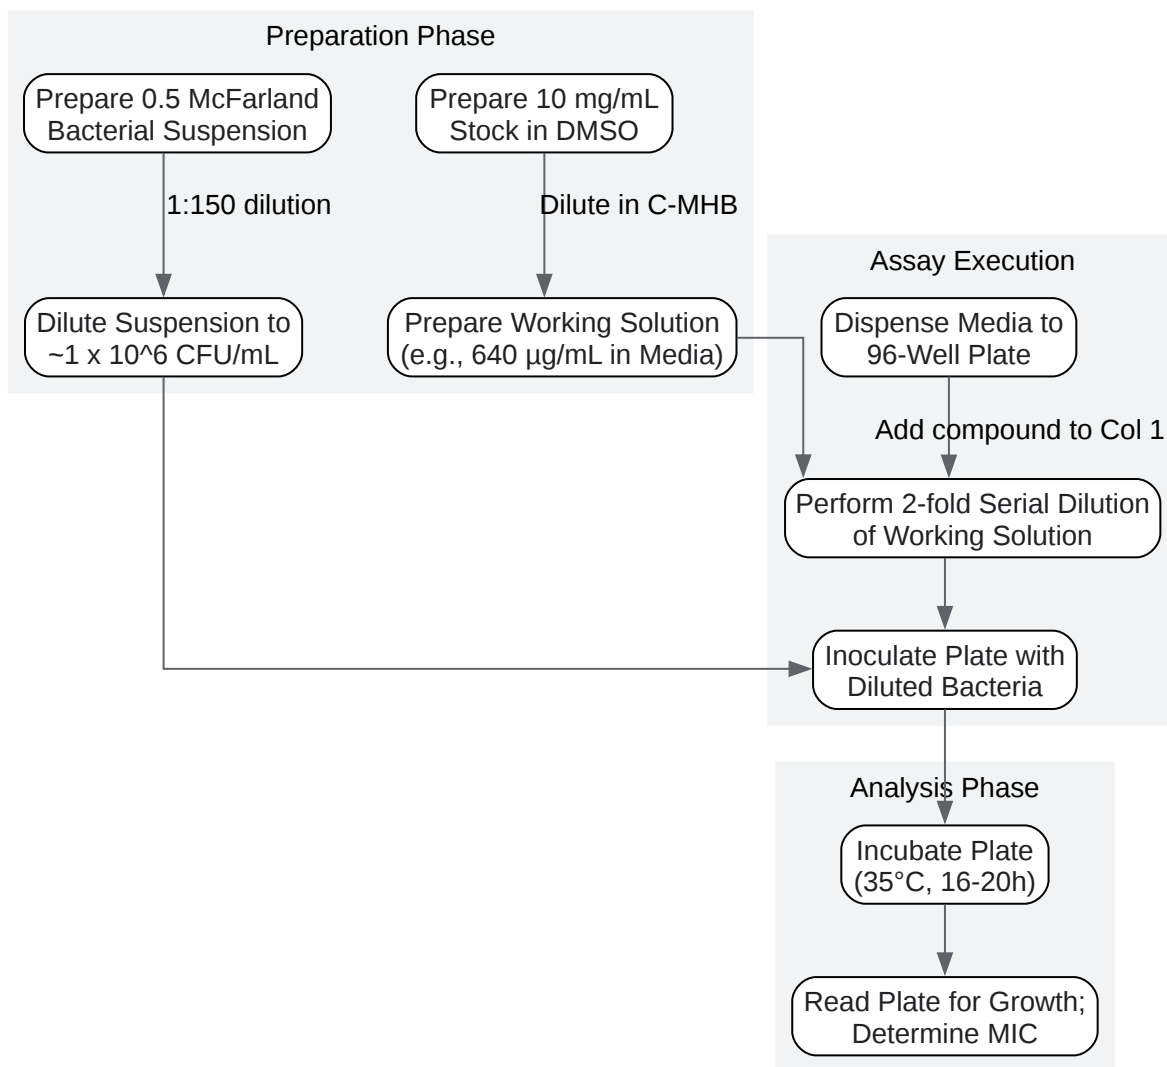 Preparation Phase
Prepare 0.5 McFarland
Bacterial Suspension
Prepare 10 mg/mL
Stock in DMSO
1:150 dilution
Dilute in C-MHB
Dilute Suspension to
~1 x 10^6 CFU/mL
Prepare Working Solution
(e.g., 640 µg/mL in Media)
Assay Execution
Dispense Media to
96-Well Plate
Add compound to Col 1
Perform 2-fold Serial Dilution
of Working Solution
Inoculate Plate with
Diluted Bacteria
Analysis Phase
Incubate Plate
(35°C, 16-20h)
Read Plate for Growth;
Determine MIC